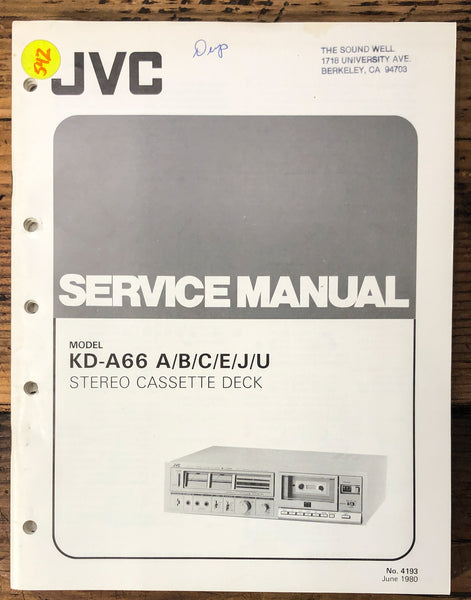 542
Dup
THE SOUND WELL
1718 UNIVERSITY AVE.
BERKELEY, CA 94703
JVC
SERVICE MANUAL
MODEL
KD-A66 A/B/C/E/J/U
STEREO CASSETTE DECK
JVC
No. 4193
June 1980